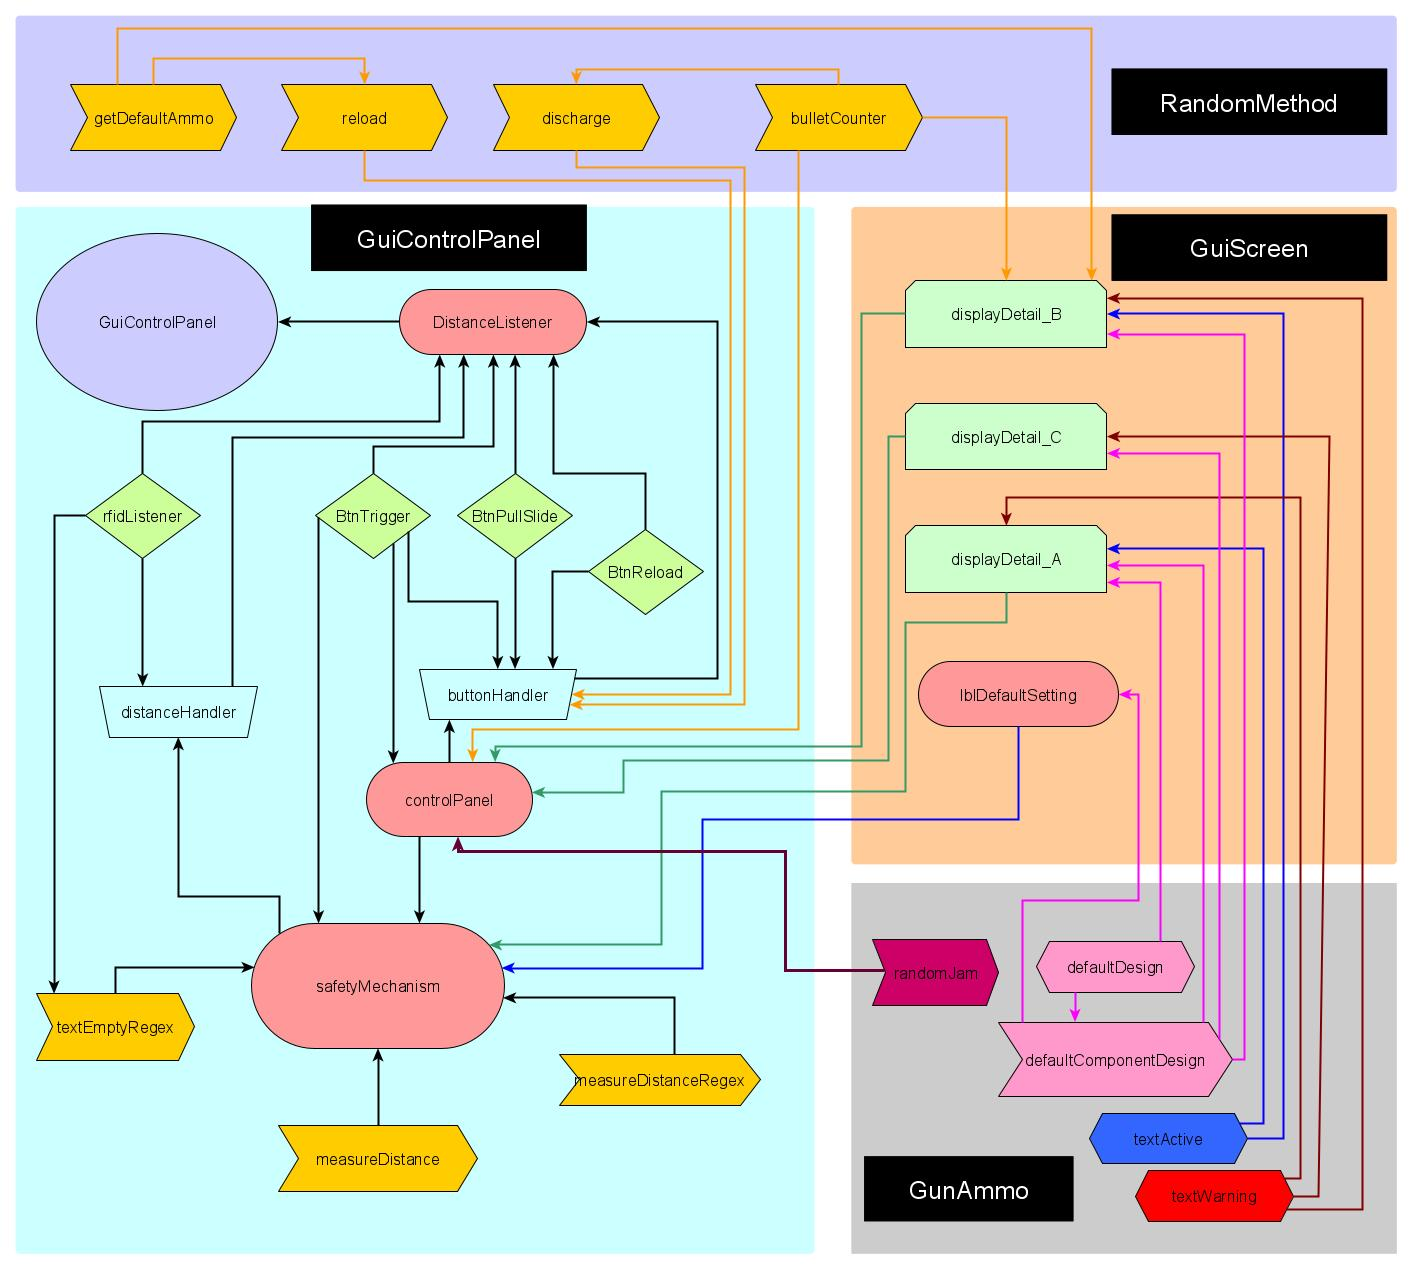 RandomMethod
getDefaultAmmo
reload
discharge
bulletCounter
GuiControlPanel
GuiScreen
GuiControlPanel
DistanceListener
displayDetail_B
displayDetail_C
rfidListener
BtnTrigger
BtnPullSlide
BtnReload
displayDetail_A
distanceHandler
buttonHandler
lblDefaultSetting
controlPanel
safetyMechanism
textEmptyRegex
measureDistanceRegex
measureDistance
randomJam
defaultDesign
defaultComponentDesign
textActive
GunAmmo
textWarning